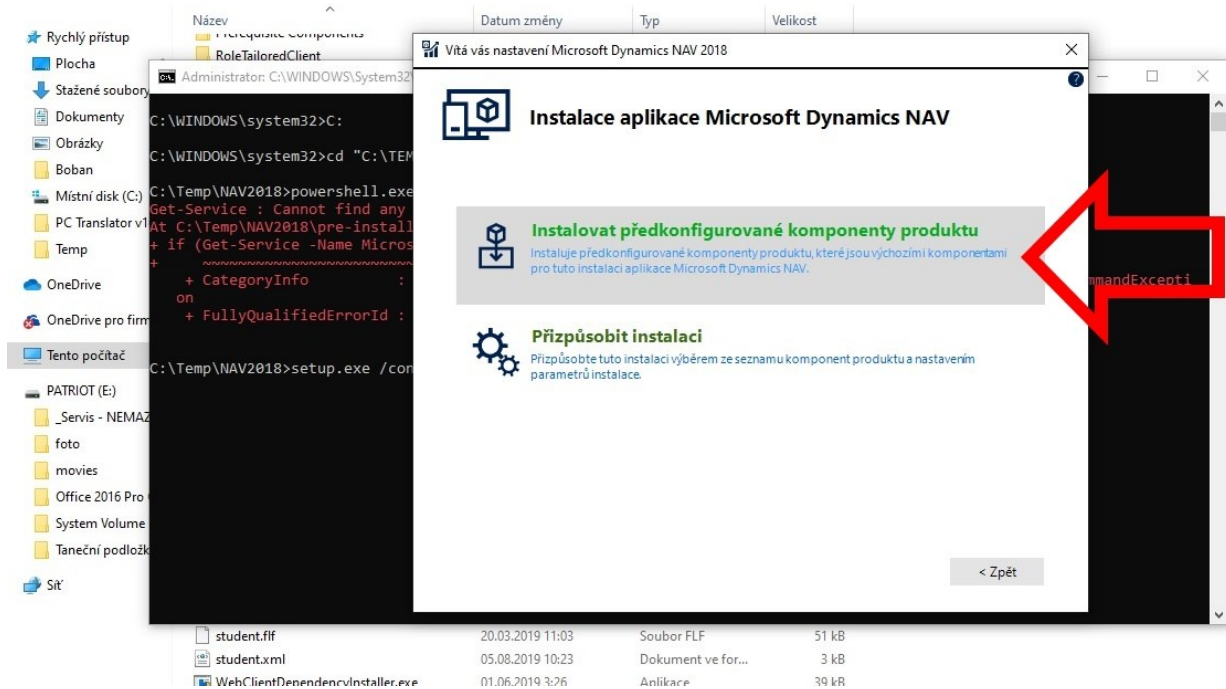 Název Datum změny Typ Velikost
Rychlý přístup
Plocha
Stažené soubory
Dokumenty
Obrázky
Boban
Místní disk (C:)
PC Translator v1
Temp
OneDrive
OneDrive pro firm
Tento počítač
PATRIOT (E:)
_Servis - NEMAZ
foto
movies
Office 2016 Pro
System Volume
Taneční podložk
Síť
Prerequisite Components
RoleTailoredClient
Administrator: C:\WINDOWS\System32\
C:\WINDOWS\system32>C:
C:\WINDOWS\system32>cd "C:\TEM
C:\Temp\NAV2018>powershell.exe
Get-Service : Cannot find any
At C:\Temp\NAV2018\pre-install
+ if (Get-Service -Name Micros
+ ~~~~~~~~~~~~~~~~~~~~~~~~
+ CategoryInfo :
mmandExcepti
on
+ FullyQualifiedErrorId :
C:\Temp\NAV2018>setup.exe /con
Vítá vás nastavení Microsoft Dynamics NAV 2018
Instalace aplikace Microsoft Dynamics NAV
Instalovat předkonfigurované komponenty produktu
Instaluje předkonfigurované komponenty produktu, které jsou výchozími komponentami
pro tuto instalaci aplikace Microsoft Dynamics NAV.
Přizpůsobit instalaci
Přizpůsobte tuto instalaci výběrem ze seznamu komponent produktu a nastavením
parametrů instalace.
< Zpět
student.flf 20.03.2019 11:03 Soubor FLF 51 kB
student.xml 05.08.2019 10:23 Dokument ve for... 3 kB
WebClientDependencyInstaller.exe 01.06.2019 3:26 Aplikace 39 kB